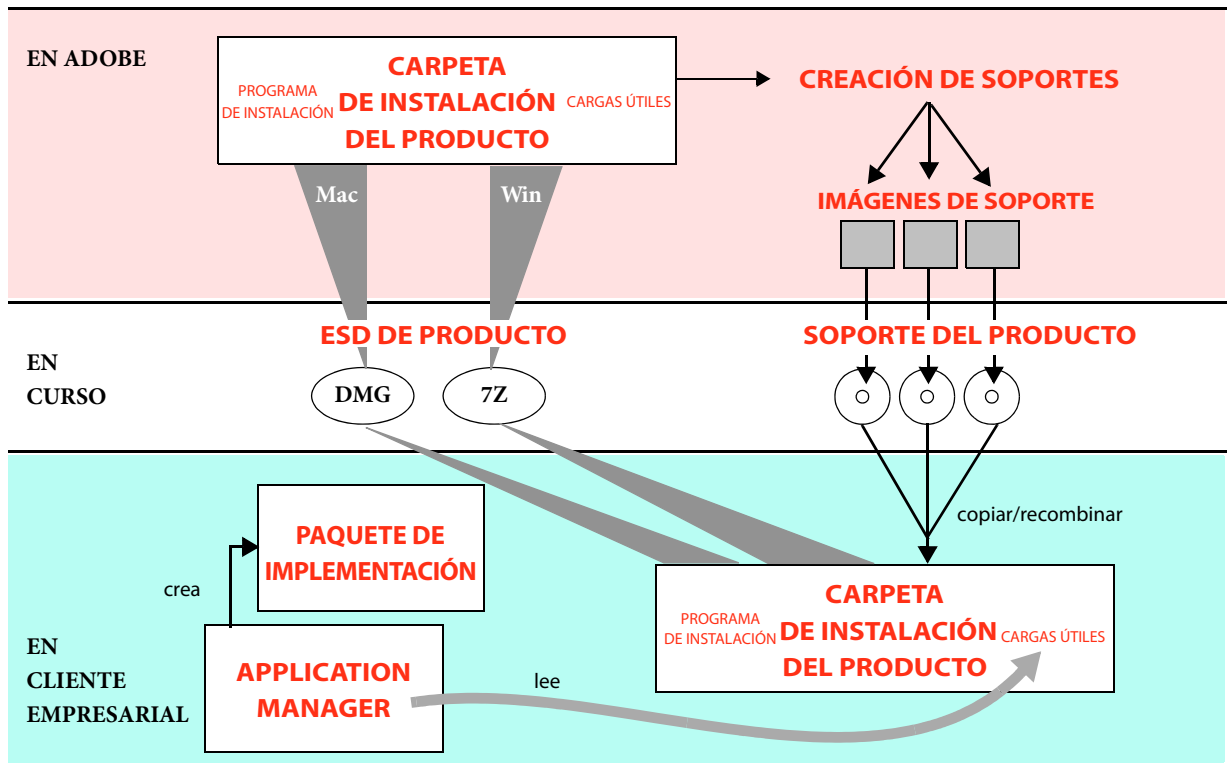 EN ADOBE
CARPETA
DE INSTALACIÓN
DEL PRODUCTO
PROGRAMA
DE INSTALACIÓN
CARGAS ÚTILES
CREACIÓN DE SOPORTES
Mac
Win
IMÁGENES DE SOPORTE
EN
CURSO
ESD DE PRODUCTO
SOPORTE DEL PRODUCTO
DMG
7Z
EN
CLIENTE
EMPRESARIAL
PAQUETE DE
IMPLEMENTACIÓN
crea
APPLICATION
MANAGER
lee
copiar/recombinar
CARPETA
DE INSTALACIÓN
DEL PRODUCTO
PROGRAMA
DE INSTALACIÓN
CARGAS ÚTILES